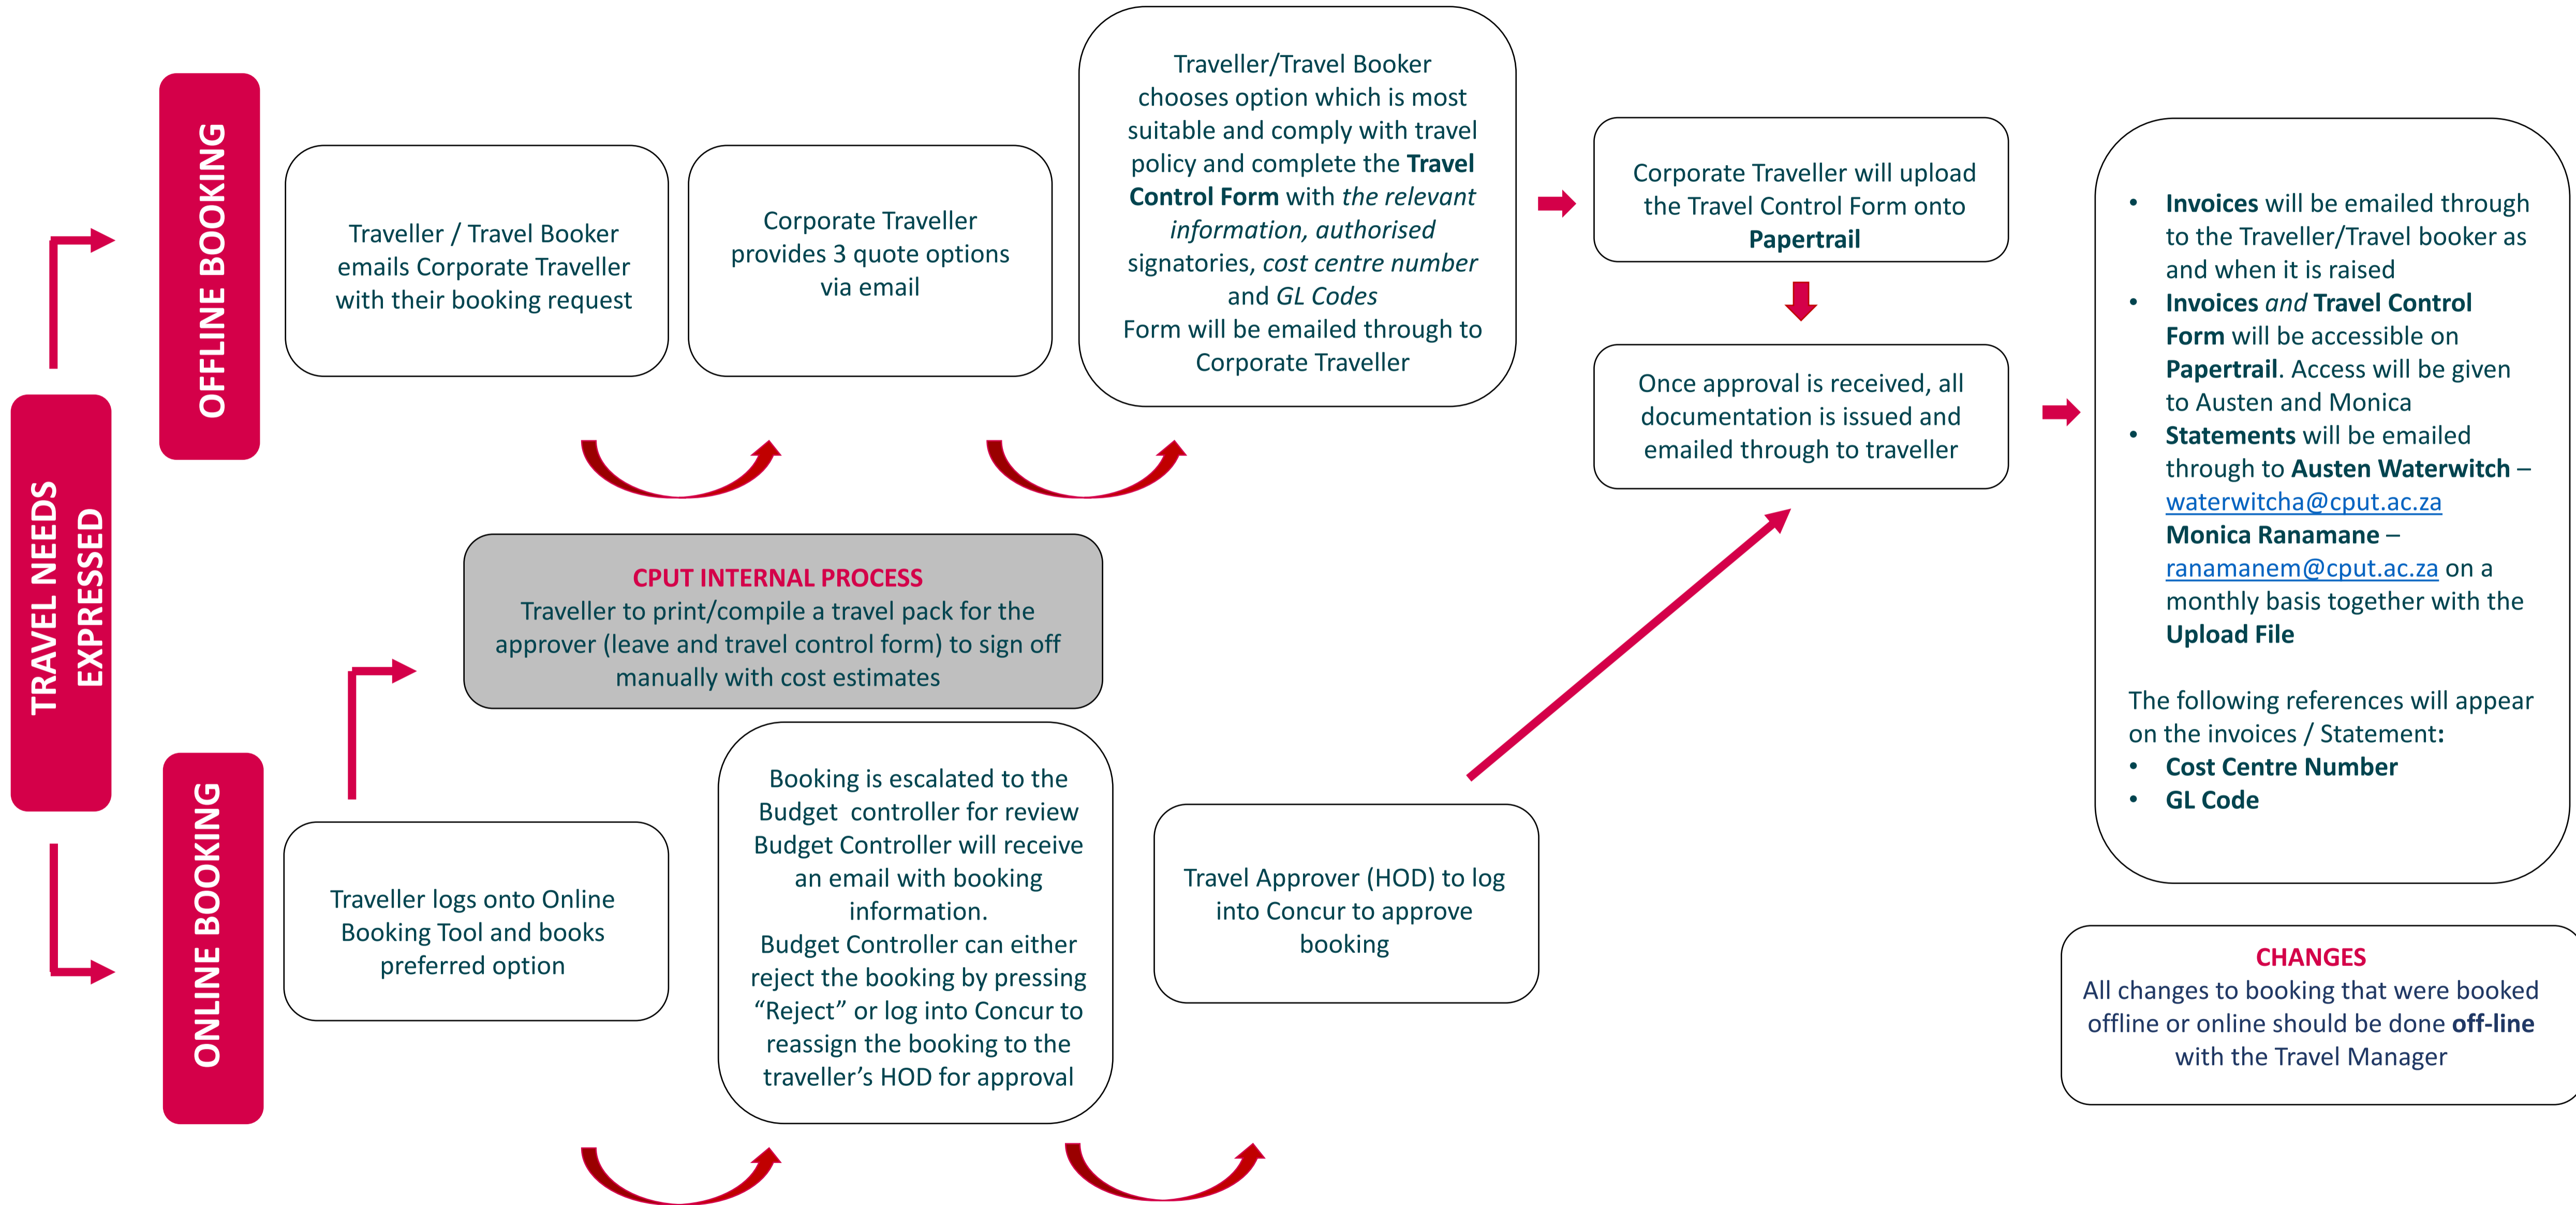 TRAVEL NEEDS
EXPRESSED
OFFLINE BOOKING
Traveller / Travel Booker
emails Corporate Traveller
with their booking request
Corporate Traveller
provides 3 quote options
via email
Traveller/Travel Booker
chooses option which is most
suitable and comply with travel
policy and complete the Travel
Control Form with the relevant
information, authorised
signatories, cost centre number
and GL Codes
Form will be emailed through to
Corporate Traveller
Corporate Traveller will upload
the Travel Control Form onto
Papertrail
Once approval is received, all
documentation is issued and
emailed through to traveller
• Invoices will be emailed through
to the Traveller/Travel booker as
and when it is raised
• Invoices and Travel Control
Form will be accessible on
Papertrail. Access will be given
to Austen and Monica
• Statements will be emailed
through to Austen Waterwitch –
waterwitcha@cput.ac.za
Monica Ranamane –
ranamanem@cput.ac.za on a
monthly basis together with the
Upload File
The following references will appear
on the invoices / Statement:
• Cost Centre Number
• GL Code
CPUT INTERNAL PROCESS
Traveller to print/compile a travel pack for the
approver (leave and travel control form) to sign off
manually with cost estimates
ONLINE BOOKING
Traveller logs onto Online
Booking Tool and books
preferred option
Booking is escalated to the
Budget controller for review
Budget Controller will receive
an email with booking
information.
Budget Controller can either
reject the booking by pressing
“Reject” or log into Concur to
reassign the booking to the
traveller’s HOD for approval
Travel Approver (HOD) to log
into Concur to approve
booking
CHANGES
All changes to booking that were booked
offline or online should be done off-line
with the Travel Manager